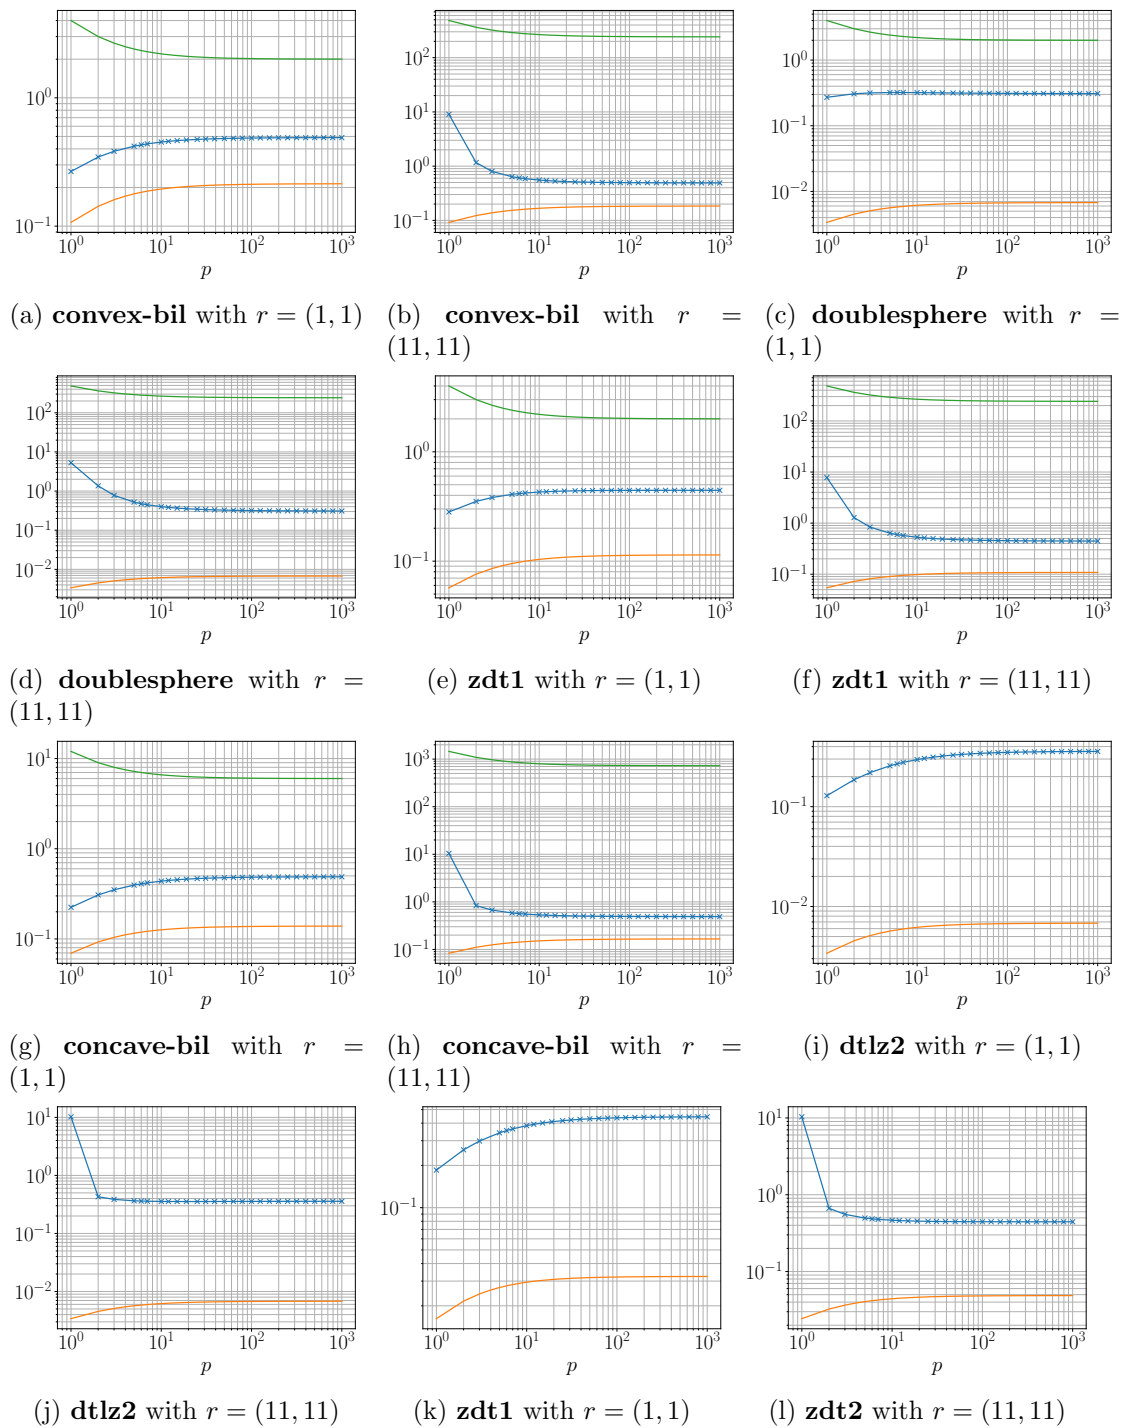 10^0
10^{-1}
10^0 10^1 10^2 10^3
p
10^2
10^1
10^0
10^{-1}
10^0 10^1 10^2 10^3
p
10^0
10^{-1}
10^{-2}
10^0 10^1 10^2 10^3
p
(a) convex-bil with r = (1, 1)
(b) convex-bil with r =
(11, 11)
(c) doublesphere with r =
(1, 1)
10^2
10^1
10^0
10^{-1}
10^{-2}
10^0 10^1 10^2 10^3
p
10^0
10^{-1}
10^0 10^1 10^2 10^3
p
10^2
10^1
10^0
10^{-1}
10^0 10^1 10^2 10^3
p
(d) doublesphere with r =
(11, 11)
(e) zdt1 with r = (1, 1)
(f) zdt1 with r = (11, 11)
10^1
10^0
10^{-1}
10^0 10^1 10^2 10^3
p
10^3
10^2
10^1
10^0
10^{-1}
10^0 10^1 10^2 10^3
p
10^{-1}
10^{-2}
10^0 10^1 10^2 10^3
p
(g) concave-bil with r =
(1, 1)
(h) concave-bil with r =
(11, 11)
(i) dtlz2 with r = (1, 1)
10^1
10^0
10^{-1}
10^{-2}
10^0 10^1 10^2 10^3
p
10^{-1}
10^0 10^1 10^2 10^3
p
10^1
10^0
10^{-1}
10^0 10^1 10^2 10^3
p
(j) dtlz2 with r = (11, 11)
(k) zdt1 with r = (1, 1)
(l) zdt2 with r = (11, 11)